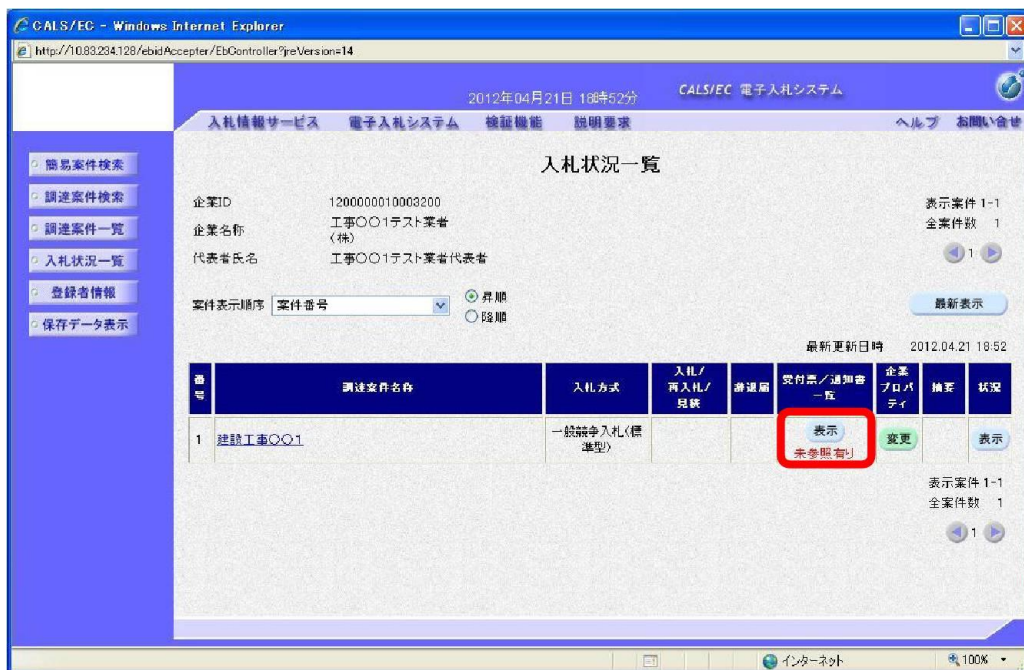 CALS/EC - Windows Internet Explorer
http://10.83.234.128/ebidAccepter/EbController?jreVersion=14
2012年04月21日 18時52分
CALS/EC 電子入札システム
入札情報サービス 電子入札システム 検証機能 説明要求 ヘルプ お問い合せ
簡易案件検索
調達案件検索
調達案件一覧
入札状況一覧
登録者情報
保存データ表示
入札状況一覧
企業ID 1200000010003200
企業名称 工事〇〇1テスト業者
(株)
代表者氏名 工事〇〇1テスト業者代表者
表示案件 1-1
全案件数 1
1
案件表示順序 案件番号
昇順
降順
最新表示
最新更新日時 2012.04.21 18:52
番号 調達案件名称 入札方式 入札/再入札/見積 辞退届 受付票/通知書一覧 企業プロパティ 摘要 状況
1 建設工事〇〇1 一般競争入札(標準型) 表示 未参照有り 変更 表示
表示案件 1-1
全案件数 1
1
インターネット 100%